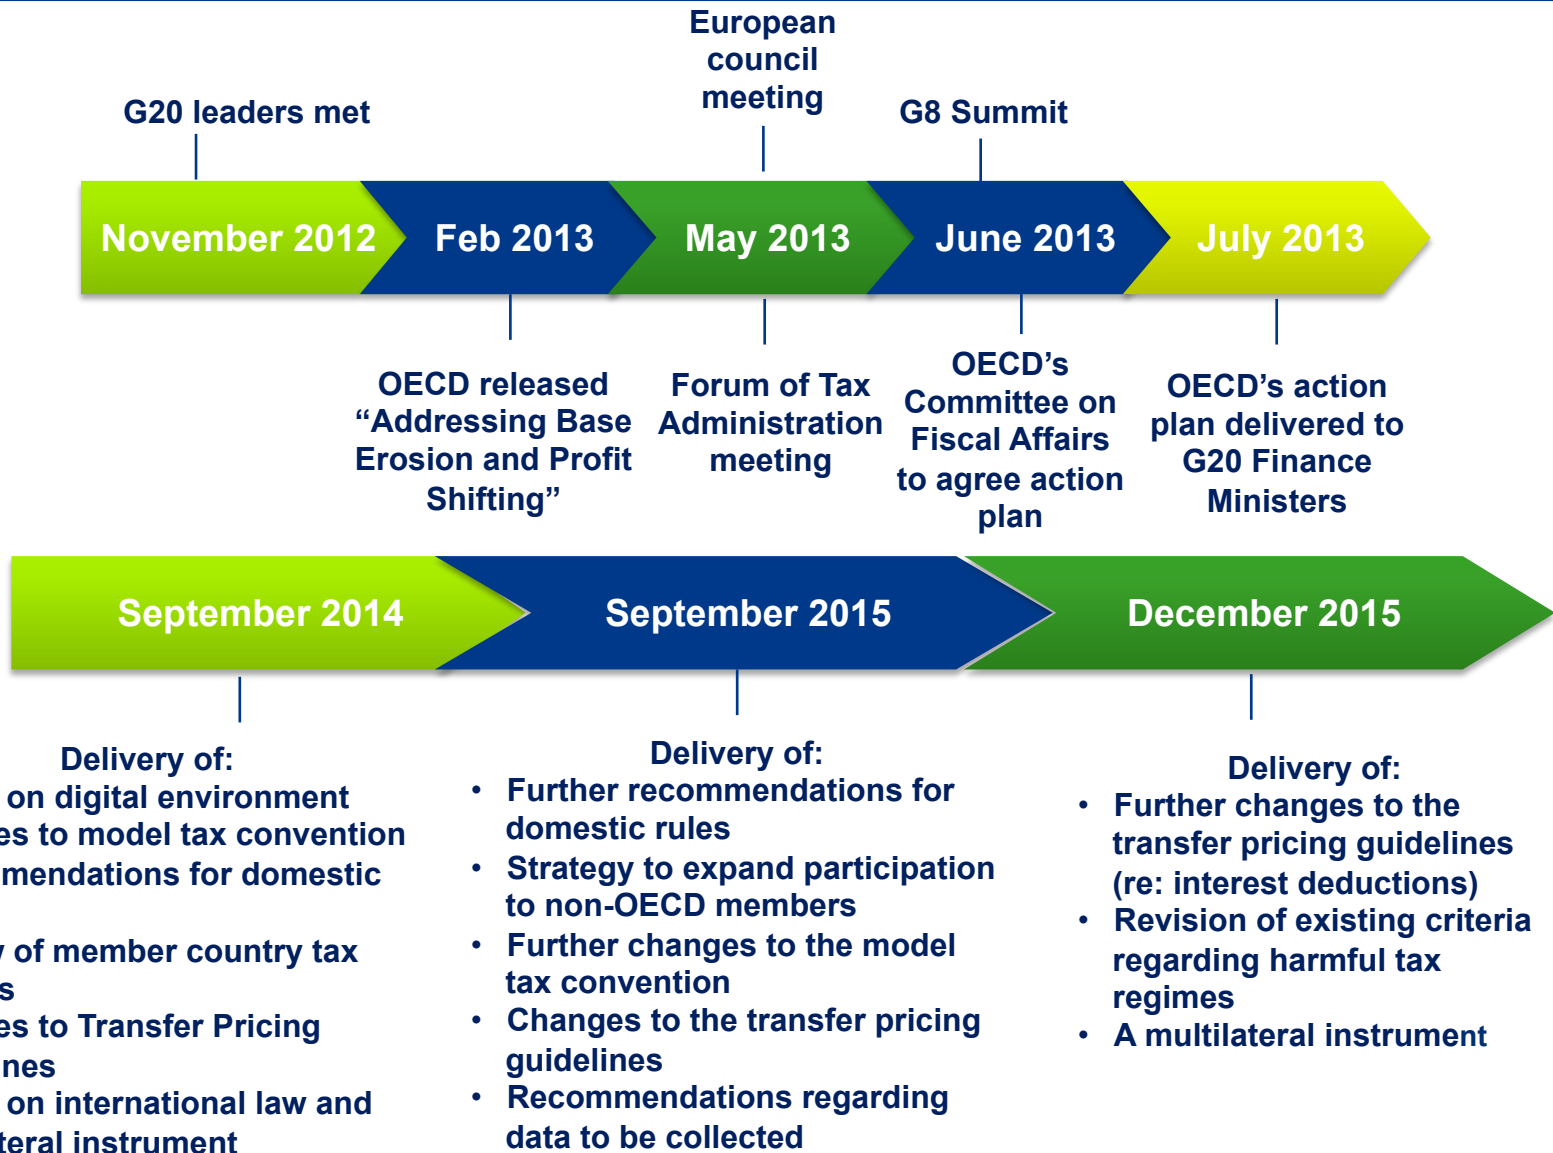 European
council
meeting
G20 leaders met
G8 Summit
November 2012
Feb 2013
May 2013
June 2013
July 2013
OECD released
“Addressing Base
Erosion and Profit
Shifting”
Forum of Tax
Administration
meeting
OECD’s
Committee on
Fiscal Affairs
to agree action
plan
OECD’s action
plan delivered to
G20 Finance
Ministers
September 2014
September 2015
December 2015
Delivery of:
on digital environment
to model tax convention
for domestic
of member country tax
to Transfer Pricing
on international law and
instrument
Delivery of:
• Further recommendations for
domestic rules
• Strategy to expand participation
to non-OECD members
• Further changes to the model
tax convention
• Changes to the transfer pricing
guidelines
• Recommendations regarding
data to be collected
Delivery of:
• Further changes to the
transfer pricing guidelines
(re: interest deductions)
• Revision of existing criteria
regarding harmful tax
regimes
• A multilateral instrument